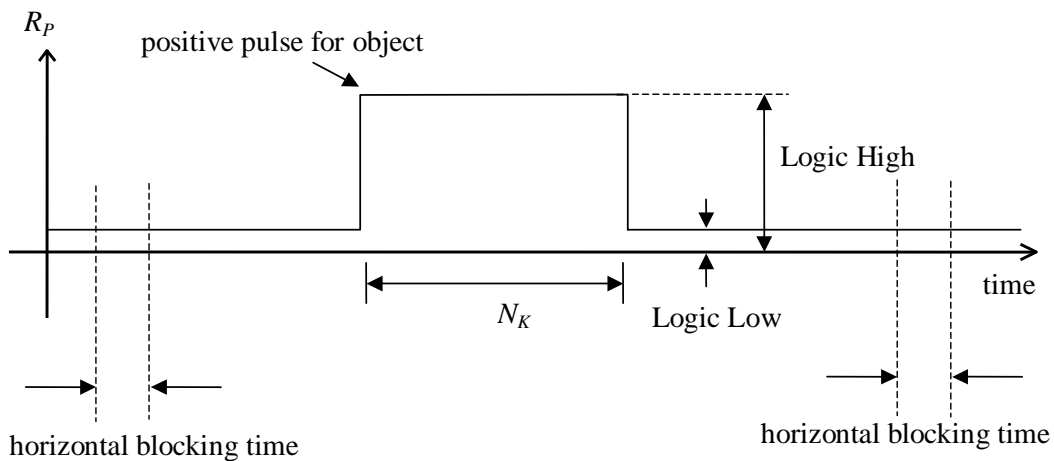 R_P
positive pulse for object
Logic High
time
N_K
Logic Low
horizontal blocking time
horizontal blocking time